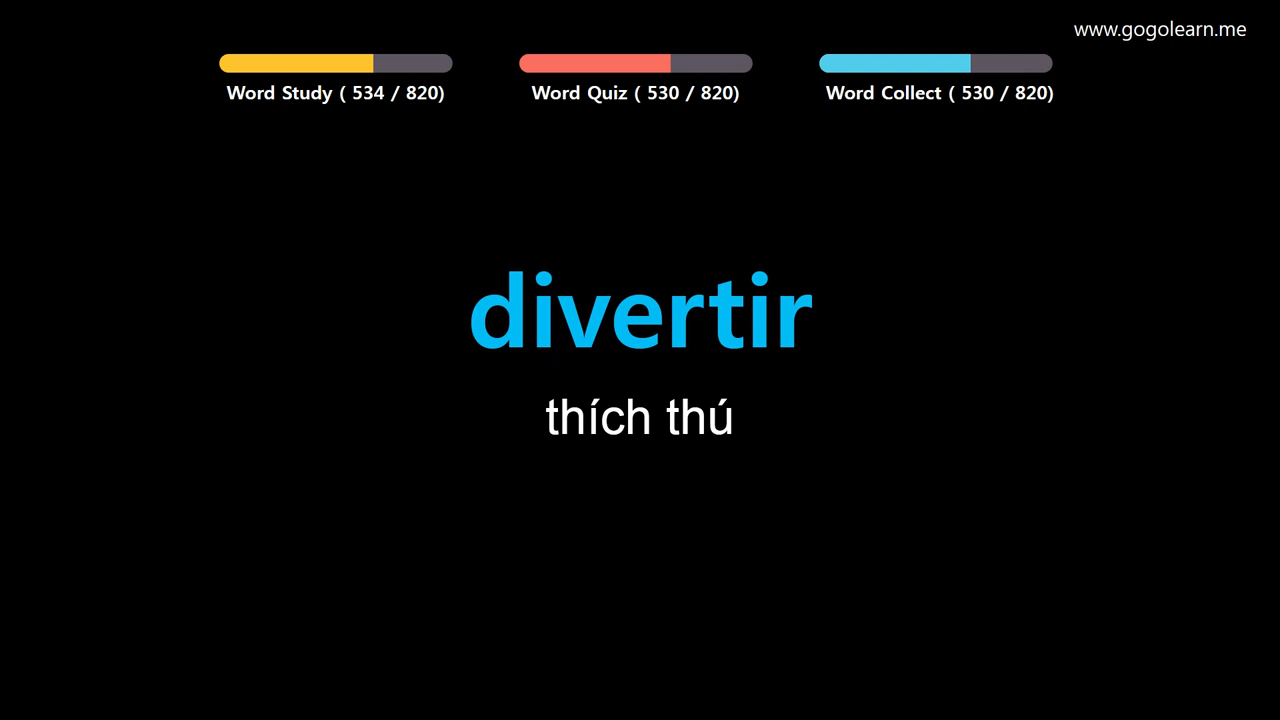 www.gogolearn.me
Word Study ( 534 / 820)
Word Quiz ( 530 / 820)
Word Collect ( 530 / 820)
divertir
thích thú